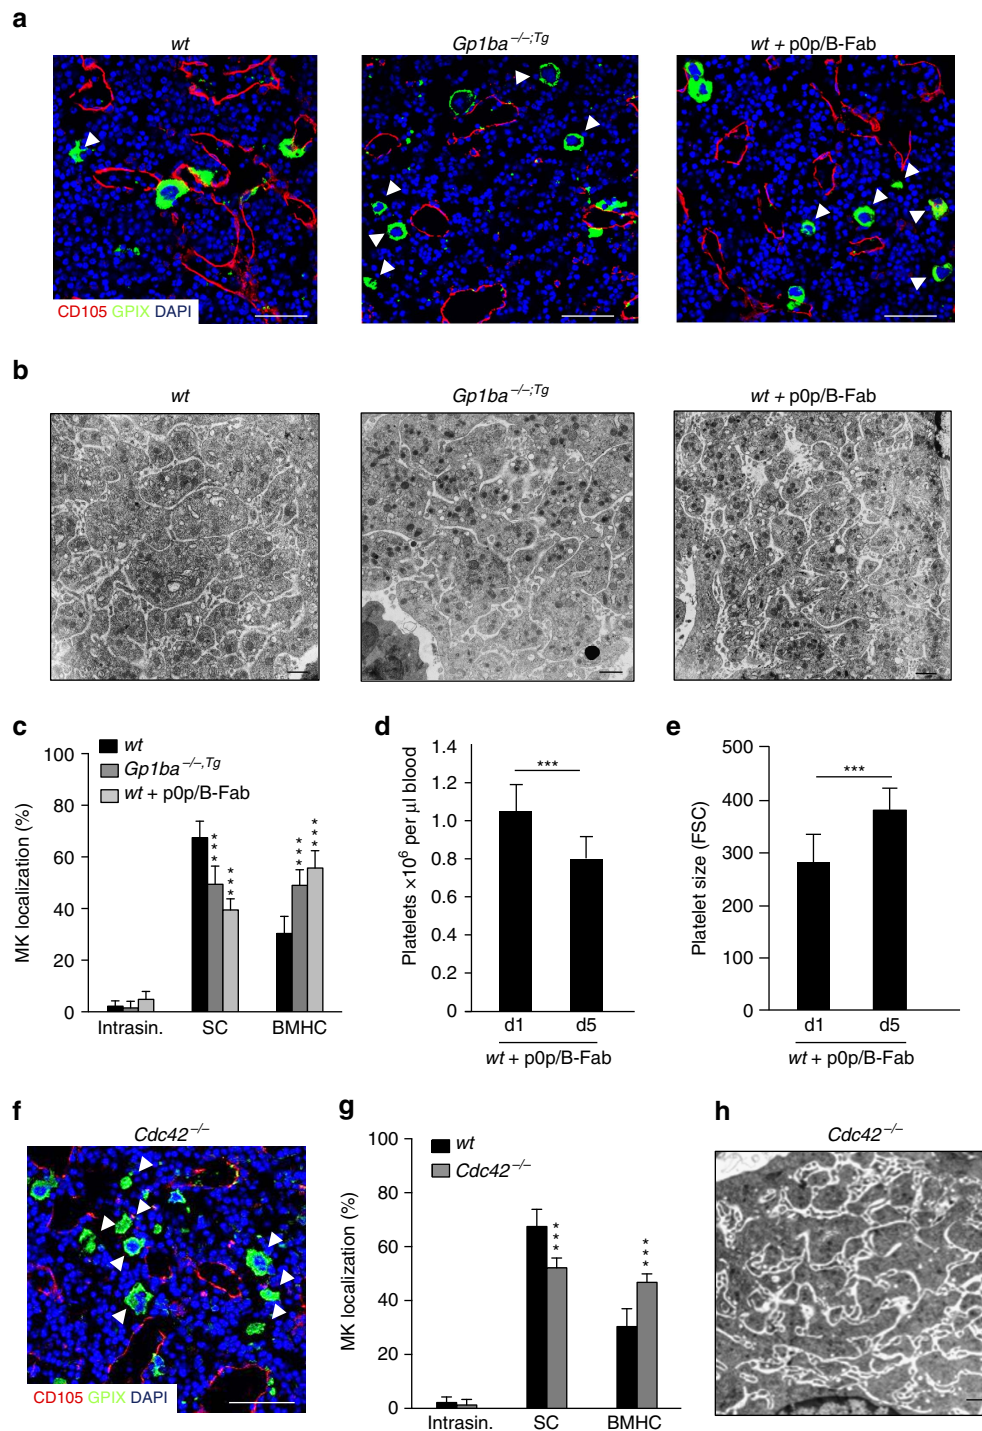 a
wt
Gp1ba−/−;Tg
wt + p0p/B-Fab
CD105 GPIX DAPI
b
wt
Gp1ba−/−;Tg
wt + p0p/B-Fab
c
MK localization (%)
100
80
60
40
20
0
wt
Gp1ba−/−,Tg
wt + p0p/B-Fab
***
***
***
***
Intrasin.
SC
BMHC
d
Platelets ×10⁶ per µl blood
1.4
1.2
1.0
0.8
0.6
0.4
0.2
0
***
d1
d5
wt + p0p/B-Fab
e
Platelet size (FSC)
500
400
300
200
100
0
***
d1
d5
wt + p0p/B-Fab
f
Cdc42−/−
CD105 GPIX DAPI
g
MK localization (%)
100
80
60
40
20
0
wt
Cdc42−/−
***
***
Intrasin.
SC
BMHC
h
Cdc42−/−